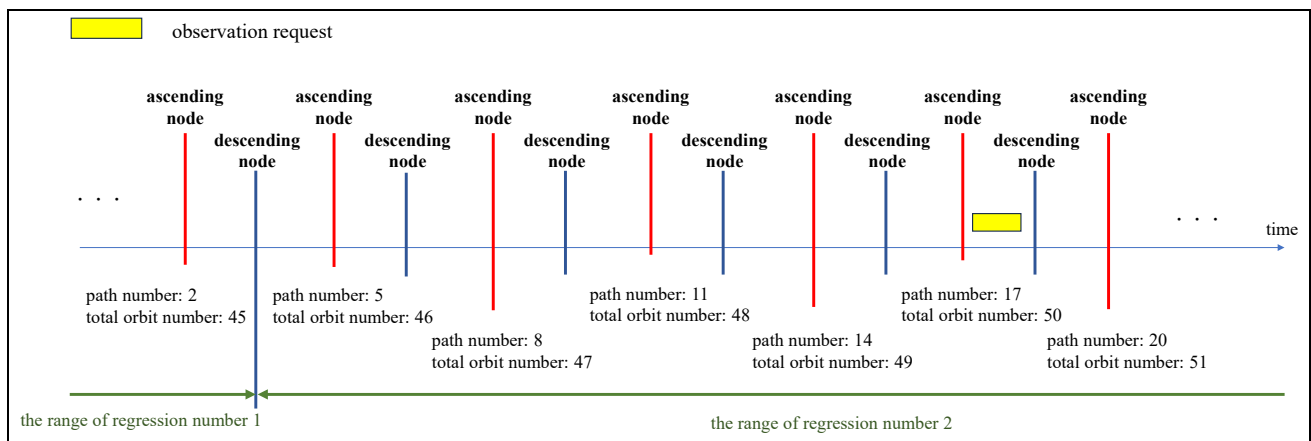 observation request
ascending
node
ascending
node
ascending
node
ascending
node
ascending
node
ascending
node
ascending
node
descending
node
descending
node
descending
node
descending
node
descending
node
descending
node
. . .
. . .
time
path number: 2
total orbit number: 45
path number: 5
total orbit number: 46
path number: 8
total orbit number: 47
path number: 11
total orbit number: 48
path number: 14
total orbit number: 49
path number: 17
total orbit number: 50
path number: 20
total orbit number: 51
the range of regression number 1
the range of regression number 2